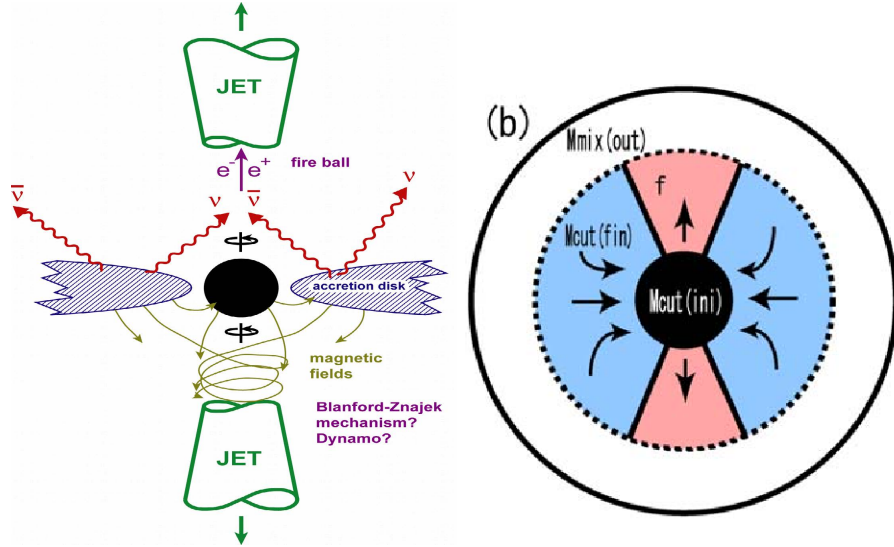 JET
e⁻ e⁺ fire ball
ν̄
ν
ν̄
ν
accretion disk
magnetic
fields
Blanford-Znajek
mechanism?
Dynamo?
JET
(b)
Mmix(out)
f
Mcut(fin)
Mcut(ini)